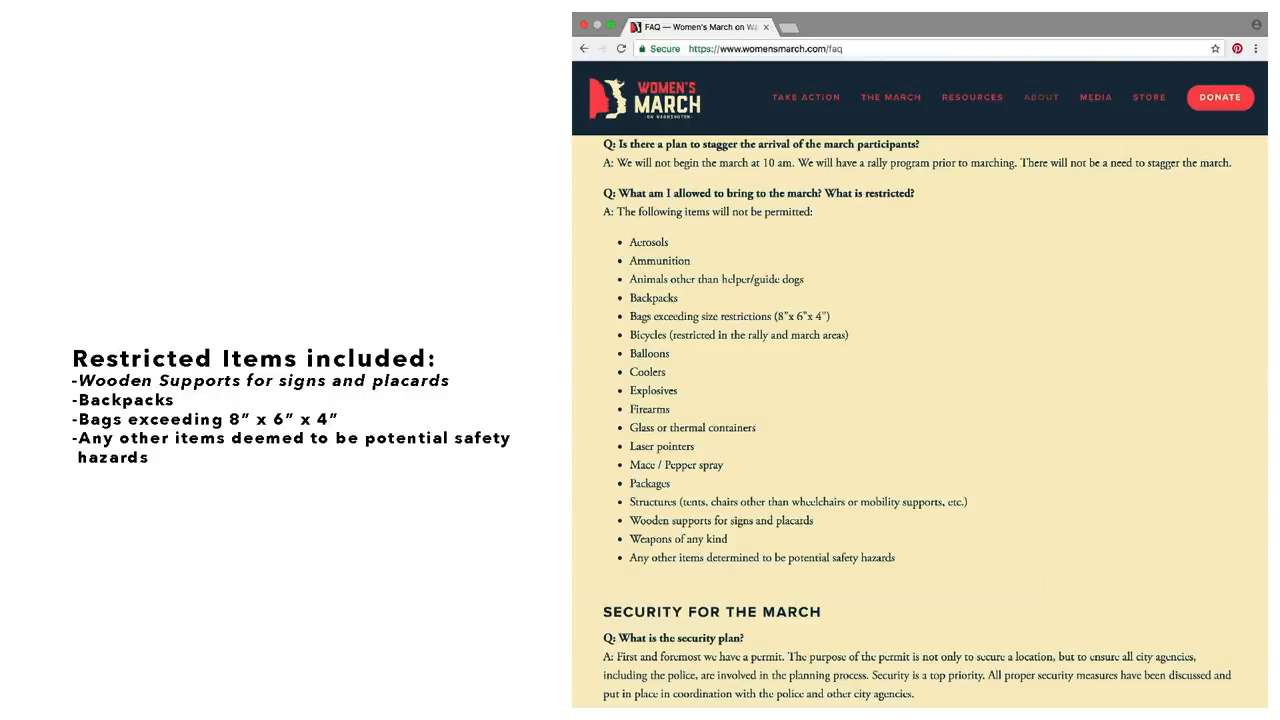 Restricted Items included:
-Wooden Supports for signs and placards
-Backpacks
-Bags exceeding 8” x 6” x 4”
-Any other items deemed to be potential safety
hazards
FAQ — Women's March on Wa
Secure https://www.womensmarch.com/faq
WOMEN'S
MARCH
ON WASHINGTON
TAKE ACTION THE MARCH RESOURCES ABOUT MEDIA STORE DONATE
Q: Is there a plan to stagger the arrival of the march participants?
A: We will not begin the march at 10 am. We will have a rally program prior to marching. There will not be a need to stagger the march.
Q: What am I allowed to bring to the march? What is restricted?
A: The following items will not be permitted:
• Aerosols
• Ammunition
• Animals other than helper/guide dogs
• Backpacks
• Bags exceeding size restrictions (8"x 6"x 4")
• Bicycles (restricted in the rally and march areas)
• Balloons
• Coolers
• Explosives
• Firearms
• Glass or thermal containers
• Laser pointers
• Mace / Pepper spray
• Packages
• Structures (tents, chairs other than wheelchairs or mobility supports, etc.)
• Wooden supports for signs and placards
• Weapons of any kind
• Any other items determined to be potential safety hazards
SECURITY FOR THE MARCH
Q: What is the security plan?
A: First and foremost we have a permit. The purpose of the permit is not only to secure a location, but to ensure all city agencies,
including the police, are involved in the planning process. Security is a top priority. All proper security measures have been discussed and
put in place in coordination with the police and other city agencies.